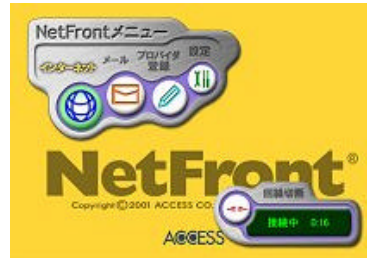 NetFrontメニュー
インターネット メール プロバイダ登録 設定
NetFront®
Copyright©2001 ACCESS CO.
回線切断
接続中 0:16
ACCESS